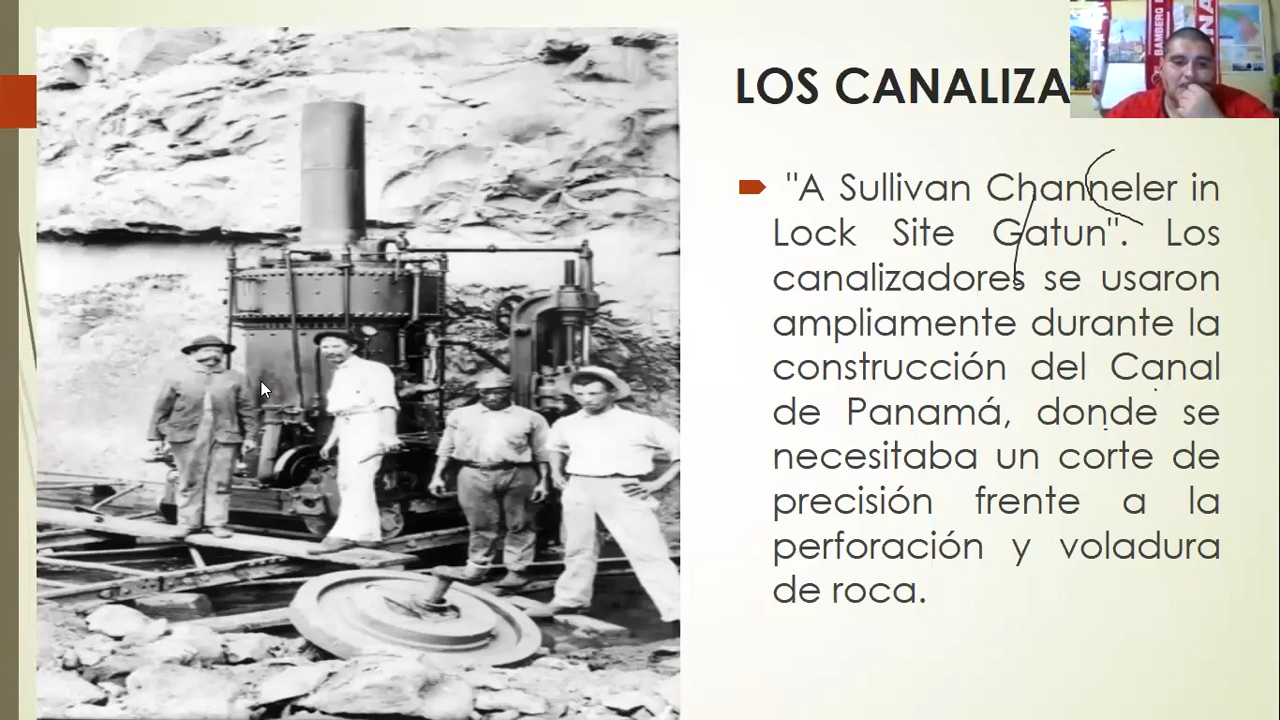 LOS CANALIZA
"A Sullivan Channeler in
Lock Site Gatun". Los
canalizadores se usaron
ampliamente durante la
construcción del Canal
de Panamá, donde se
necesitaba un corte de
precisión frente a la
perforación y voladura
de roca.
BAMBERG